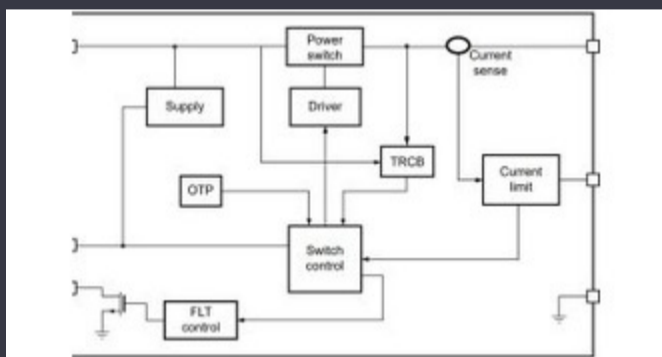 Power
switch
Current
sense
Supply
Driver
TRCB
Current
limit
OTP
Switch
control
FLT
control